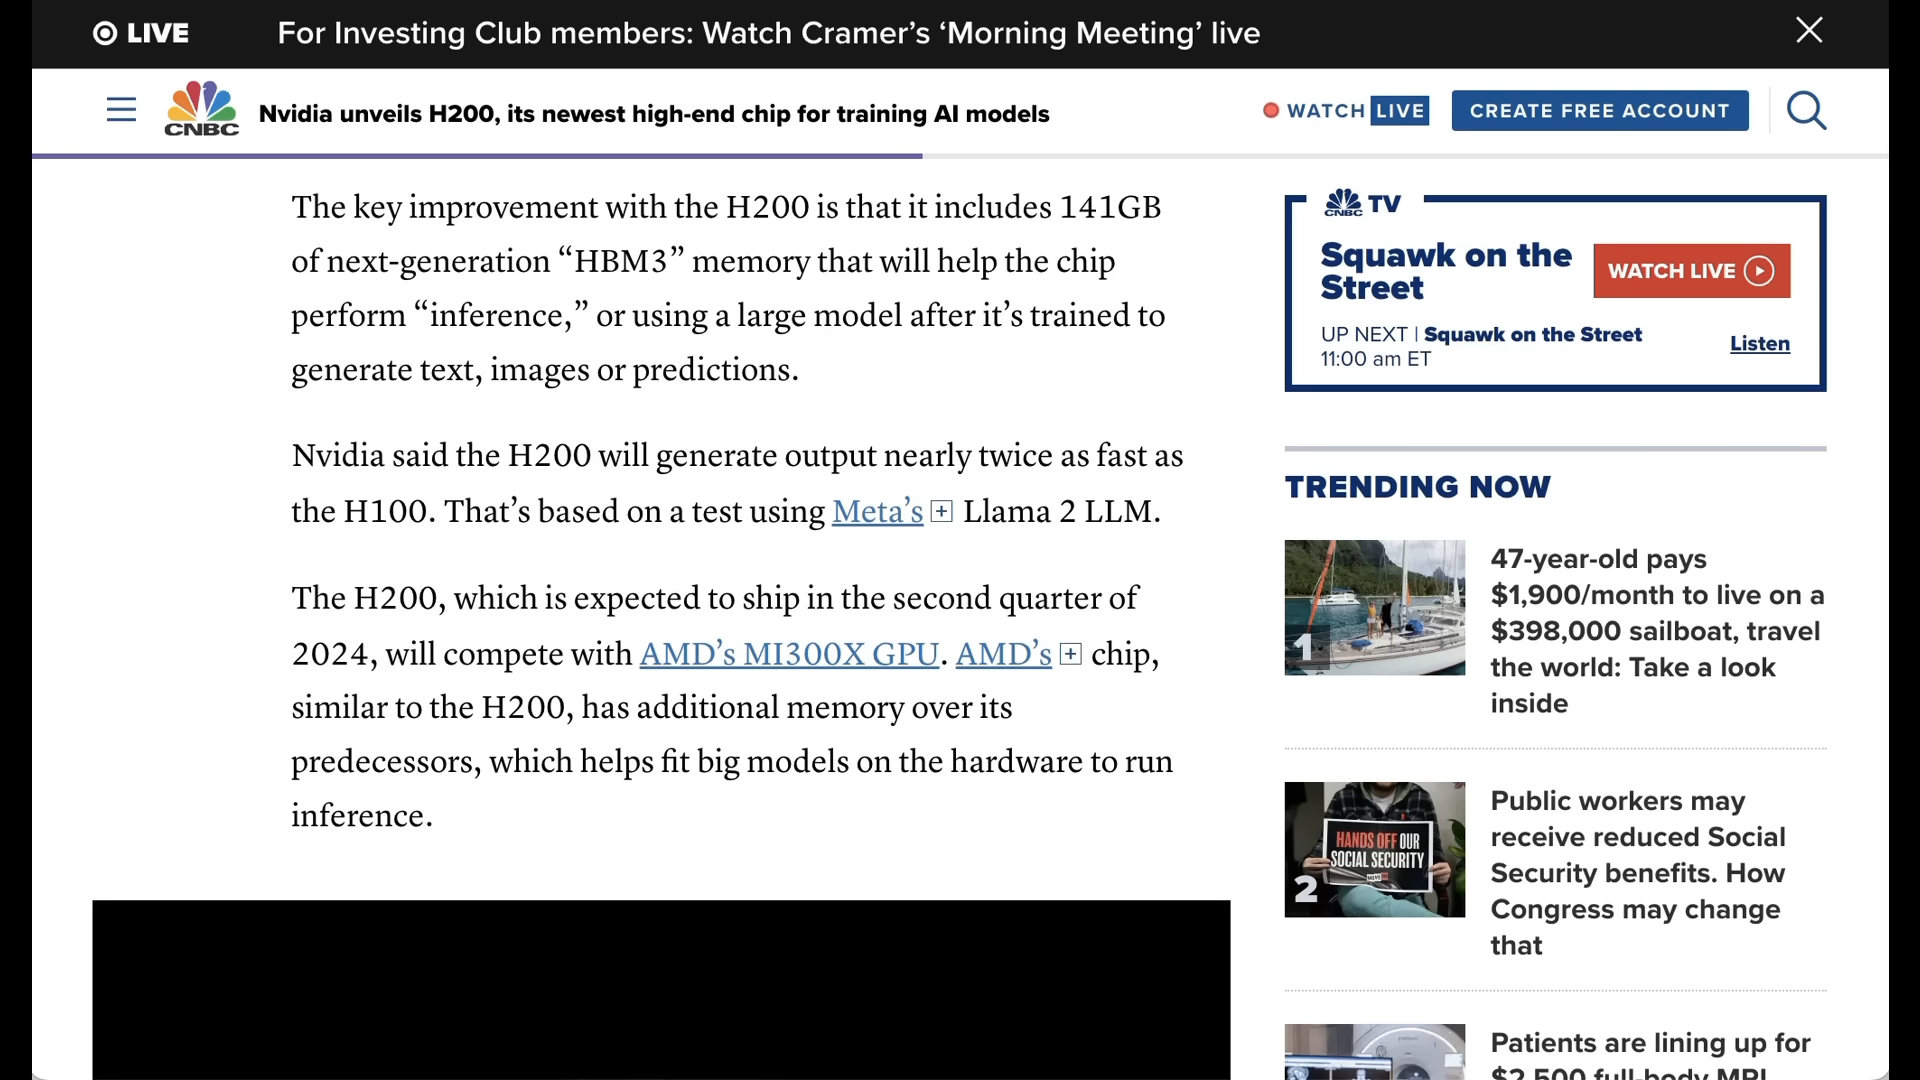 LIVE
For Investing Club members: Watch Cramer’s ‘Morning Meeting’ live
CNBC
Nvidia unveils H200, its newest high-end chip for training AI models
WATCH LIVE
CREATE FREE ACCOUNT
The key improvement with the H200 is that it includes 141GB
of next-generation “HBM3” memory that will help the chip
perform “inference,” or using a large model after it’s trained to
generate text, images or predictions.
Nvidia said the H200 will generate output nearly twice as fast as
the H100. That’s based on a test using Meta’s Llama 2 LLM.
The H200, which is expected to ship in the second quarter of
2024, will compete with AMD’s MI300X GPU. AMD’s chip,
similar to the H200, has additional memory over its
predecessors, which helps fit big models on the hardware to run
inference.
CNBC TV
Squawk on the
Street
WATCH LIVE
UP NEXT | Squawk on the Street
11:00 am ET
Listen
TRENDING NOW
1
47-year-old pays
$1,900/month to live on a
$398,000 sailboat, travel
the world: Take a look
inside
HANDS OFF OUR
SOCIAL SECURITY
2
Public workers may
receive reduced Social
Security benefits. How
Congress may change
that
Patients are lining up for
$2,500 full-body MRI